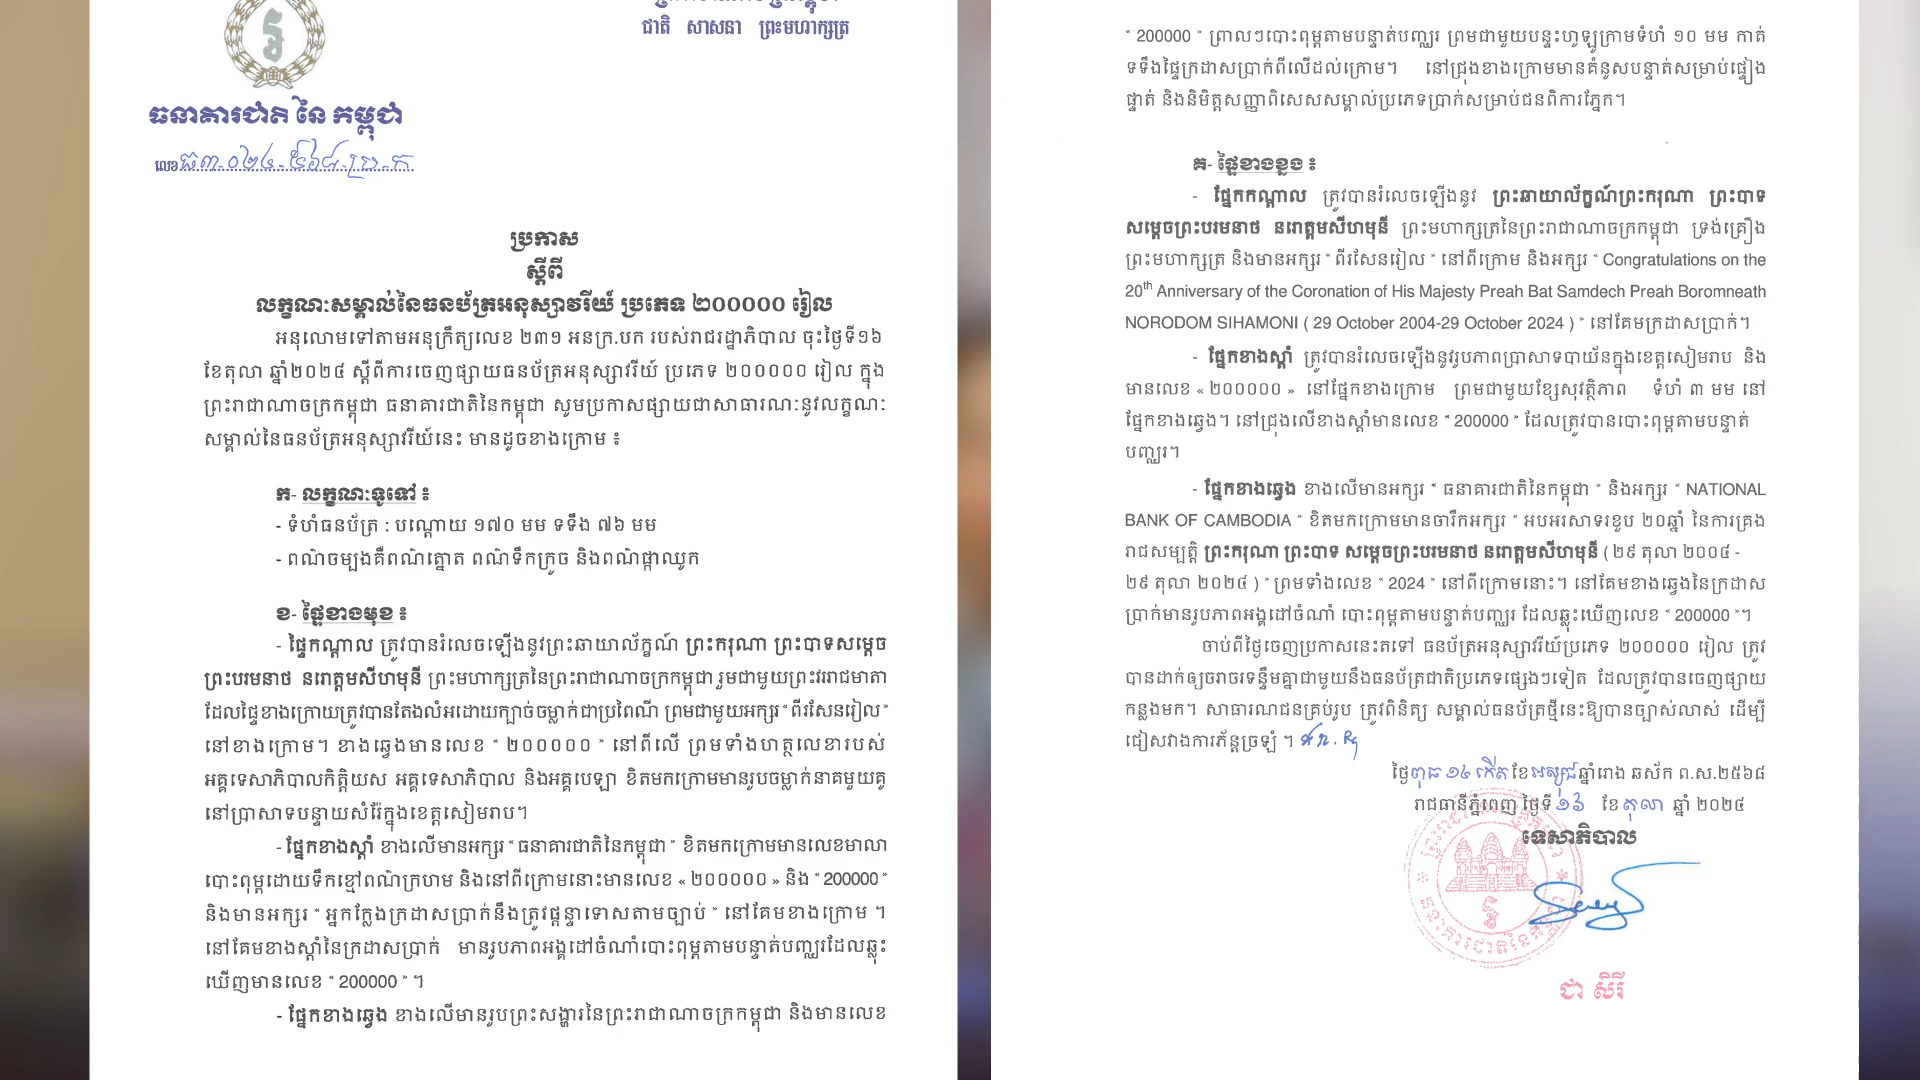 ជាតិ សាសនា ព្រះមហាក្សត្រ
ធនាគារជាតិ នៃ កម្ពុជា
លេខ ធ៣-០២៤-៥៦៨-ប្រ-ក
ប្រកាស
ស្តីពី
លក្ខណៈសម្គាល់នៃធនប័ត្រអនុស្សាវរីយ៍ ប្រភេទ ២០០០០០ រៀល
អនុលោមទៅតាមអនុក្រឹត្យលេខ ២៣១ អនក្រ.បក របស់រាជរដ្ឋាភិបាល ចុះថ្ងៃទី១៦
ខែតុលា ឆ្នាំ២០២៤ ស្តីពីការចេញផ្សាយធនប័ត្រអនុស្សាវរីយ៍ ប្រភេទ ២០០០០០ រៀល ក្នុង
ព្រះរាជាណាចក្រកម្ពុជា ធនាគារជាតិនៃកម្ពុជា សូមប្រកាសផ្សាយជាសាធារណៈនូវលក្ខណៈ
សម្គាល់នៃធនប័ត្រអនុស្សាវរីយ៍នេះ មានដូចខាងក្រោម ៖
ក- លក្ខណៈទូទៅ ៖
- ទំហំធនប័ត្រ : បណ្តោយ ១៧០ មម ទទឹង ៧៦ មម
- ពណ៌ចម្បងគឺពណ៌ត្នោត ពណ៌ទឹកក្រូច និងពណ៌ផ្កាឈូក
ខ- ផ្ទៃខាងមុខ ៖
- ផ្ទៃកណ្តាល ត្រូវបានរំលេចឡើងនូវព្រះឆាយាល័ក្ខណ៍ ព្រះករុណា ព្រះបាទសម្តេច
ព្រះបរមនាថ នរោត្តមសីហមុនី ព្រះមហាក្សត្រនៃព្រះរាជាណាចក្រកម្ពុជា រួមជាមួយព្រះវររាជមាតា
ដែលផ្ទៃខាងក្រោយត្រូវបានតែងលំអដោយក្បាច់ចម្លាក់ជាប្រពៃណី ព្រមជាមួយអក្សរ “ ពីរសែនរៀល ”
នៅខាងក្រោម។ ខាងឆ្វេងមានលេខ “ ២០០០០០ ” នៅពីលើ ព្រមទាំងហត្ថលេខារបស់
អគ្គទេសាភិបាលកិត្តិយស អគ្គទេសាភិបាល និងអគ្គបេឡា ខិតមកក្រោមមានរូបចម្លាក់នាគមួយគូ
នៅប្រាសាទបន្ទាយសំរ៉ែក្នុងខេត្តសៀមរាប។
- ផ្នែកខាងស្តាំ ខាងលើមានអក្សរ “ ធនាគារជាតិនៃកម្ពុជា ” ខិតមកក្រោមមានលេខមាលា
បោះពុម្ពដោយទឹកខ្មៅពណ៌ក្រហម និងនៅពីក្រោមនោះមានលេខ « ២០០០០០ » និង “ 200000 ”
និងមានអក្សរ “ អ្នកក្លែងក្រដាសប្រាក់នឹងត្រូវផ្តន្ទាទោសតាមច្បាប់ ” នៅគែមខាងក្រោម ។
នៅគែមខាងស្តាំនៃក្រដាសប្រាក់ មានរូបភាពអង្គដៅចំណាំបោះពុម្ពតាមបន្ទាត់បញ្ឈរដែលឆ្លុះ
ឃើញមានលេខ “ 200000 ” ។
- ផ្នែកខាងឆ្វេង ខាងលើមានរូបព្រះសង្ហារនៃព្រះរាជាណាចក្រកម្ពុជា និងមានលេខ
“ 200000 ” ព្រាលៗបោះពុម្ពតាមបន្ទាត់បញ្ឈរ ព្រមជាមួយបន្ទះហូឡូក្រាមទំហំ ១០ មម កាត់
ទទឹងផ្ទៃក្រដាសប្រាក់ពីលើដល់ក្រោម។ នៅជ្រុងខាងក្រោមមានគំនូសបន្ទាត់សម្រាប់ផ្ទៀង
ផ្ទាត់ និងនិមិត្តសញ្ញាពិសេសសម្គាល់ប្រភេទប្រាក់សម្រាប់ជនពិការភ្នែក។
គ- ផ្ទៃខាងខ្នង ៖
- ផ្នែកកណ្តាល ត្រូវបានរំលេចឡើងនូវ ព្រះឆាយាល័ក្ខណ៍ព្រះករុណា ព្រះបាទ
សម្តេចព្រះបរមនាថ នរោត្តមសីហមុនី ព្រះមហាក្សត្រនៃព្រះរាជាណាចក្រកម្ពុជា ទ្រង់គ្រឿង
ព្រះមហាក្សត្រ និងមានអក្សរ “ ពីរសែនរៀល ” នៅពីក្រោម និងអក្សរ “ Congratulations on the
20th Anniversary of the Coronation of His Majesty Preah Bat Samdech Preah Boromneath
NORODOM SIHAMONI ( 29 October 2004-29 October 2024 ) ” នៅគែមក្រដាសប្រាក់។
- ផ្នែកខាងស្តាំ ត្រូវបានរំលេចឡើងនូវរូបភាពប្រាសាទបាយ័នក្នុងខេត្តសៀមរាប និង
មានលេខ « ២០០០០០ » នៅផ្នែកខាងក្រោម ព្រមជាមួយខ្សែសុវត្ថិភាព ទំហំ ៣ មម នៅ
ផ្នែកខាងឆ្វេង។ នៅជ្រុងលើខាងស្តាំមានលេខ “ 200000 ” ដែលត្រូវបានបោះពុម្ពតាមបន្ទាត់
បញ្ឈរ។
- ផ្នែកខាងឆ្វេង ខាងលើមានអក្សរ “ ធនាគារជាតិនៃកម្ពុជា ” និងអក្សរ “ NATIONAL
BANK OF CAMBODIA ” ខិតមកក្រោមមានចារឹកអក្សរ “ អបអរសាទរខួប ២០ឆ្នាំ នៃការគ្រង
រាជសម្បត្តិ ព្រះករុណា ព្រះបាទ សម្តេចព្រះបរមនាថ នរោត្តមសីហមុនី ( ២៩ តុលា ២០០៤ -
២៩ តុលា ២០២៤ ) ” ព្រមទាំងលេខ “ 2024 ” នៅពីក្រោមនោះ។ នៅគែមខាងឆ្វេងនៃក្រដាស
ប្រាក់មានរូបភាពអង្គដៅចំណាំ បោះពុម្ពតាមបន្ទាត់បញ្ឈរ ដែលឆ្លុះឃើញលេខ “ 200000 ”។
ចាប់ពីថ្ងៃចេញប្រកាសនេះតទៅ ធនប័ត្រអនុស្សាវរីយ៍ប្រភេទ ២០០០០០ រៀល ត្រូវ
បានដាក់ឲ្យចរាចរទន្ទឹមគ្នាជាមួយនឹងធនប័ត្រជាតិប្រភេទផ្សេងៗទៀត ដែលត្រូវបានចេញផ្សាយ
កន្លងមក។ សាធារណជនគ្រប់រូប ត្រូវពិនិត្យ សម្គាល់ធនប័ត្រថ្មីនេះឱ្យបានច្បាស់លាស់ ដើម្បី
ជៀសវាងការភ័ន្តច្រឡំ ។
ថ្ងៃពុធ ១៤ កើត ខែអស្សុជ ឆ្នាំរោង ឆស័ក ព.ស.២៥៦៨
រាជធានីភ្នំពេញ ថ្ងៃទី ១៦ ខែ តុលា ឆ្នាំ ២០២៤
ទេសាភិបាល
ធនាគារជាតិនៃកម្ពុជា
ជា សិរី